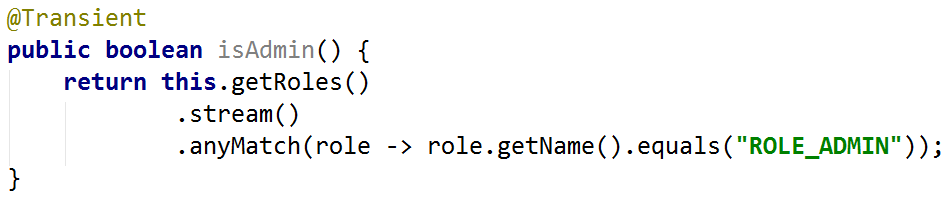 @Transient
public boolean isAdmin() {
    return this.getRoles()
            .stream()
            .anyMatch(role -> role.getName().equals("ROLE_ADMIN"));
}